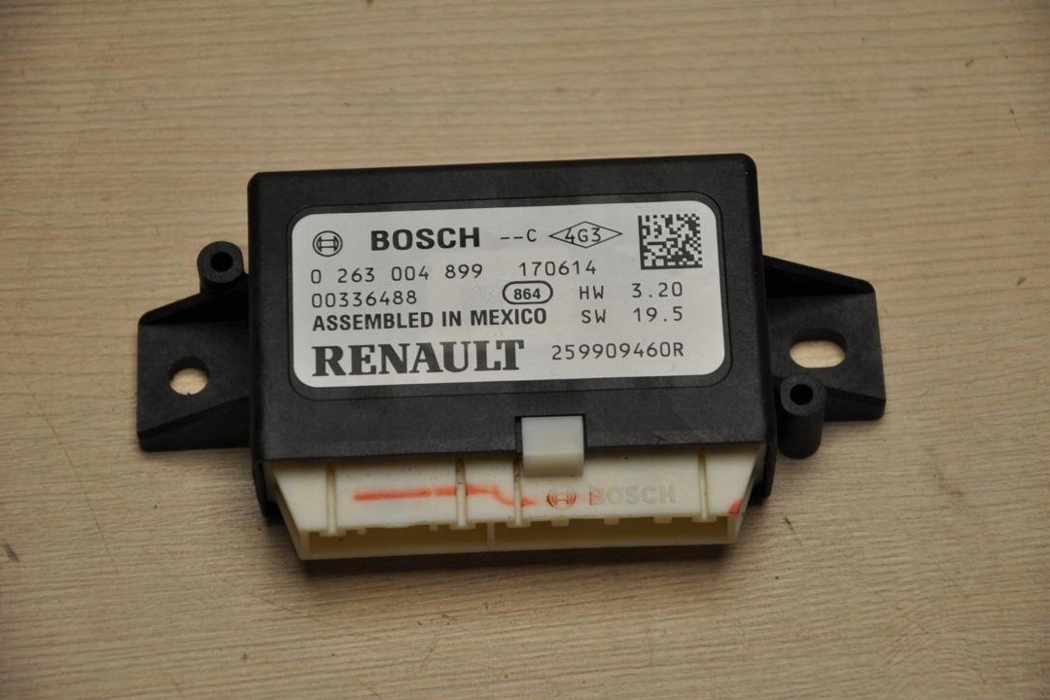 BOSCH --C 4G3
0 263 004 899 170614
00336488 864 HW 3.20
ASSEMBLED IN MEXICO SW 19.5
RENAULT 259909460R
BOSCH